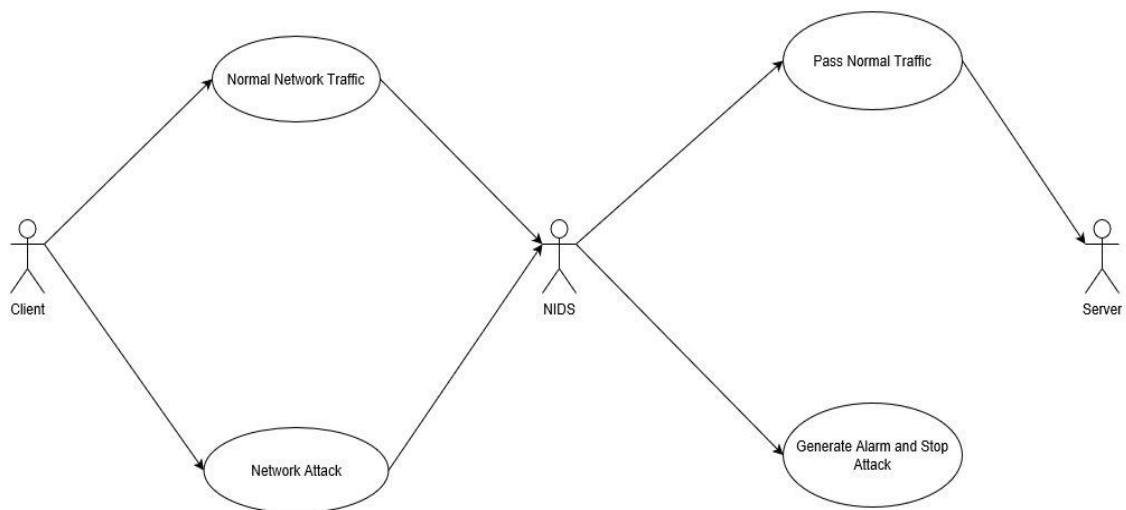 Normal Network Traffic
Pass Normal Traffic
Client
NIDS
Server
Network Attack
Generate Alarm and Stop
Attack